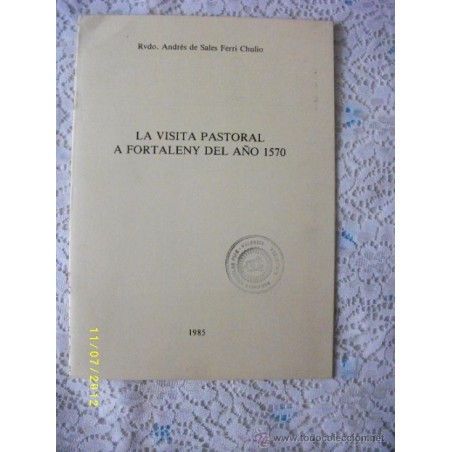 Rvdo. Andrés de Sales Ferri Chulio
LA VISITA PASTORAL
A FORTALENY DEL AÑO 1570
1985
11/07/2012
© www.todocoleccion.net